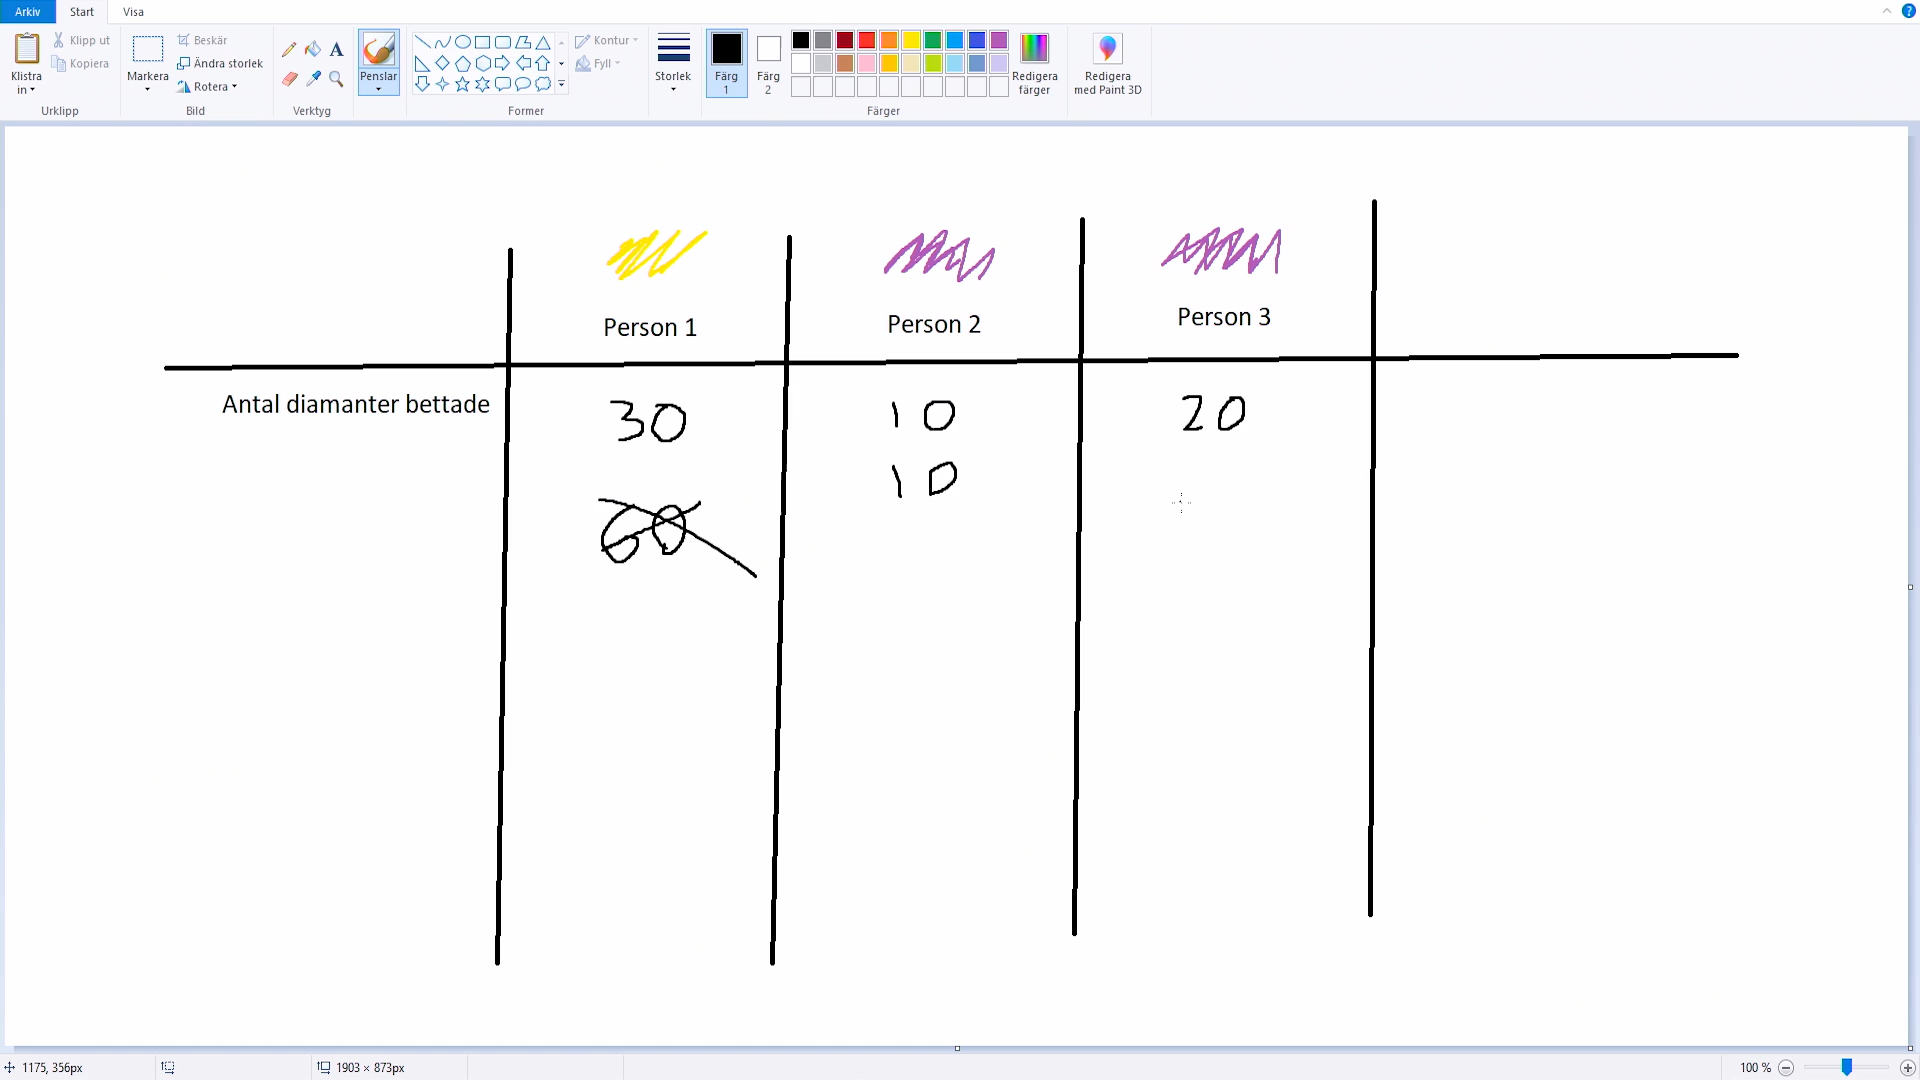 Arkiv Start Visa
Klistra in
Klipp ut
Kopiera
Urklipp
Markera
Beskär
Ändra storlek
Rotera
Bild
A
Verktyg
Penslar
Kontur
Fyll
Former
Storlek
Färg 1
Färg 2
Färger
Redigera färger
Redigera med Paint 3D
?
Person 1 Person 2 Person 3
Antal diamanter bettade 30 10 20
10
60
1175, 356px 1903 × 873px 100 %